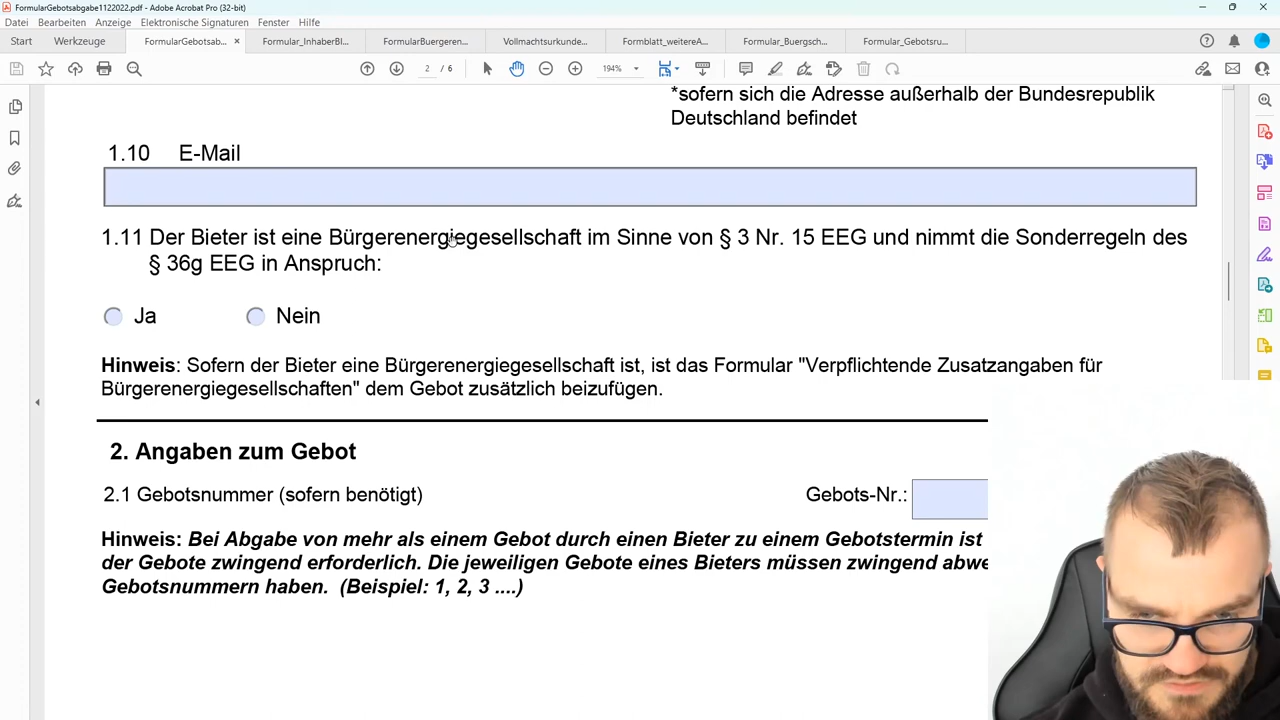 FormularGebotsabgabe1122022.pdf - Adobe Acrobat Pro (32-bit)
Datei Bearbeiten Anzeige Elektronische Signaturen Fenster Hilfe
Start Werkzeuge FormularGebotsab... × Formular_InhaberBl... FormularBuergeren... Vollmachtsurkunde... Formblatt_weitereA... Formular_Buergsch... Formular_Gebotsru...
2 / 6 194%
*sofern sich die Adresse außerhalb der Bundesrepublik
Deutschland befindet
1.10 E-Mail
1.11 Der Bieter ist eine Bürgerenergiegesellschaft im Sinne von § 3 Nr. 15 EEG und nimmt die Sonderregeln des
§ 36g EEG in Anspruch:
Ja Nein
Hinweis: Sofern der Bieter eine Bürgerenergiegesellschaft ist, ist das Formular "Verpflichtende Zusatzangaben für
Bürgerenergiegesellschaften" dem Gebot zusätzlich beizufügen.
2. Angaben zum Gebot
2.1 Gebotsnummer (sofern benötigt) Gebots-Nr.:
Hinweis: Bei Abgabe von mehr als einem Gebot durch einen Bieter zu einem Gebotstermin ist
der Gebote zwingend erforderlich. Die jeweiligen Gebote eines Bieters müssen zwingend abwe
Gebotsnummern haben. (Beispiel: 1, 2, 3 ....)